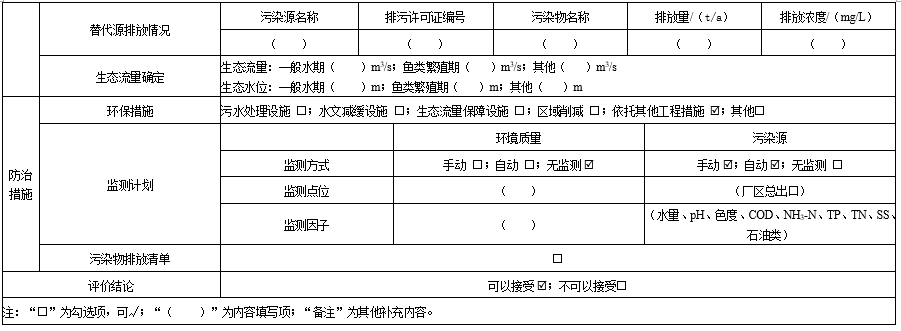 替代源排放情况 污染源名称 排污许可证编号 污染物名称 排放量/（t/a） 排放浓度/（mg/L）
（ ） （ ） （ ） （ ） （ ）
生态流量确定 生态流量：一般水期（ ）m³/s；鱼类繁殖期（ ）m³/s；其他（ ）m³/s
生态水位：一般水期（ ）m；鱼类繁殖期（ ）m；其他（ ）m
防治措施 环保措施 污水处理设施 □；水文减缓设施 □；生态流量保障设施 □；区域削减 □；依托其他工程措施 ☑；其他□
监测计划 环境质量 污染源
监测方式 手动 □；自动 □；无监测 ☑ 手动 ☑；自动 ☑；无监测 □
监测点位 （ ） （厂区总出口）
监测因子 （ ） （水量、pH、色度、COD、NH₃-N、TP、TN、SS、
石油类）
污染物排放清单 □
评价结论 可以接受 ☑；不可以接受□
注：“□”为勾选项，可√；“（ ）”为内容填写项；“备注”为其他补充内容。